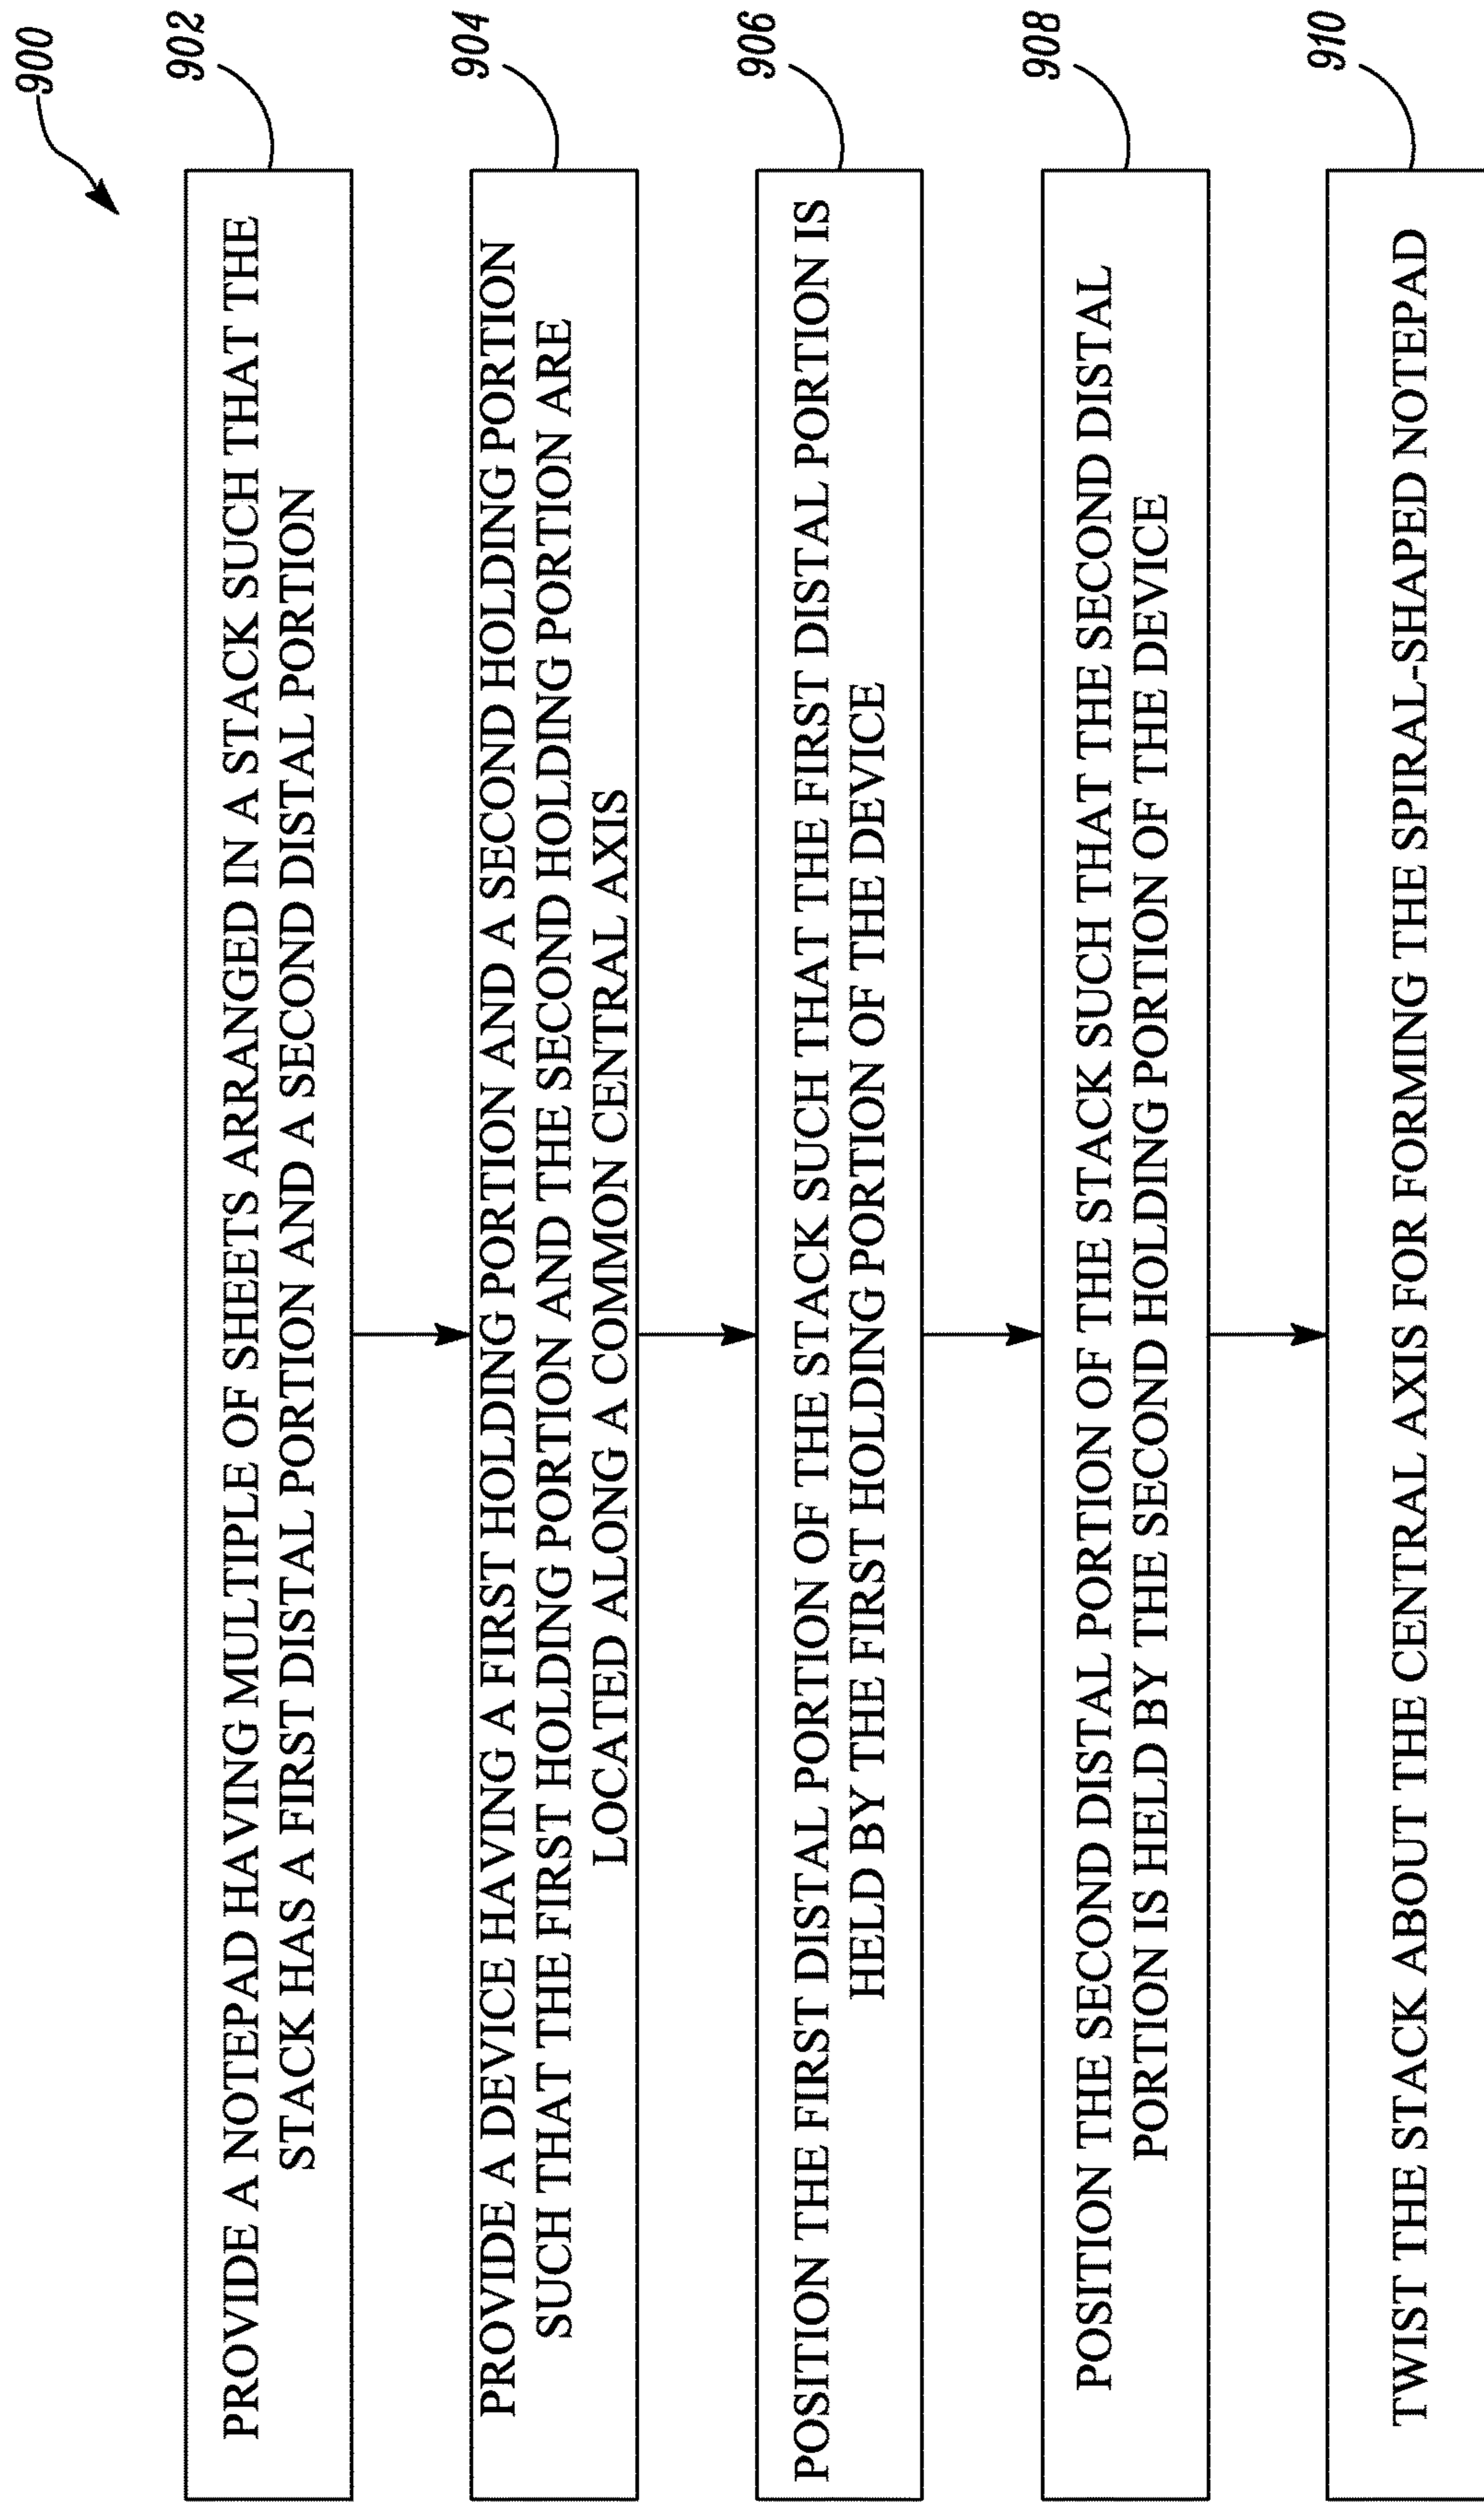 900
902
PROVIDE A NOTEPAD HAVING MULTIPLE OF SHEETS ARRANGED IN A STACK SUCH THAT THE
STACK HAS A FIRST DISTAL PORTION AND A SECOND DISTAL PORTION
904
PROVIDE A DEVICE HAVING A FIRST HOLDING PORTION AND A SECOND HOLDING PORTION
SUCH THAT THE FIRST HOLDING PORTION AND THE SECOND HOLDING PORTION ARE
LOCATED ALONG A COMMON CENTRAL AXIS
906
POSITION THE FIRST DISTAL PORTION OF THE STACK SUCH THAT THE FIRST DISTAL PORTION IS
HELD BY THE FIRST HOLDING PORTION OF THE DEVICE
908
POSITION THE SECOND DISTAL PORTION OF THE STACK SUCH THAT THE SECOND DISTAL
PORTION IS HELD BY THE SECOND HOLDING PORTION OF THE DEVICE
910
TWIST THE STACK ABOUT THE CENTRAL AXIS FOR FORMING THE SPIRAL-SHAPED NOTEPAD